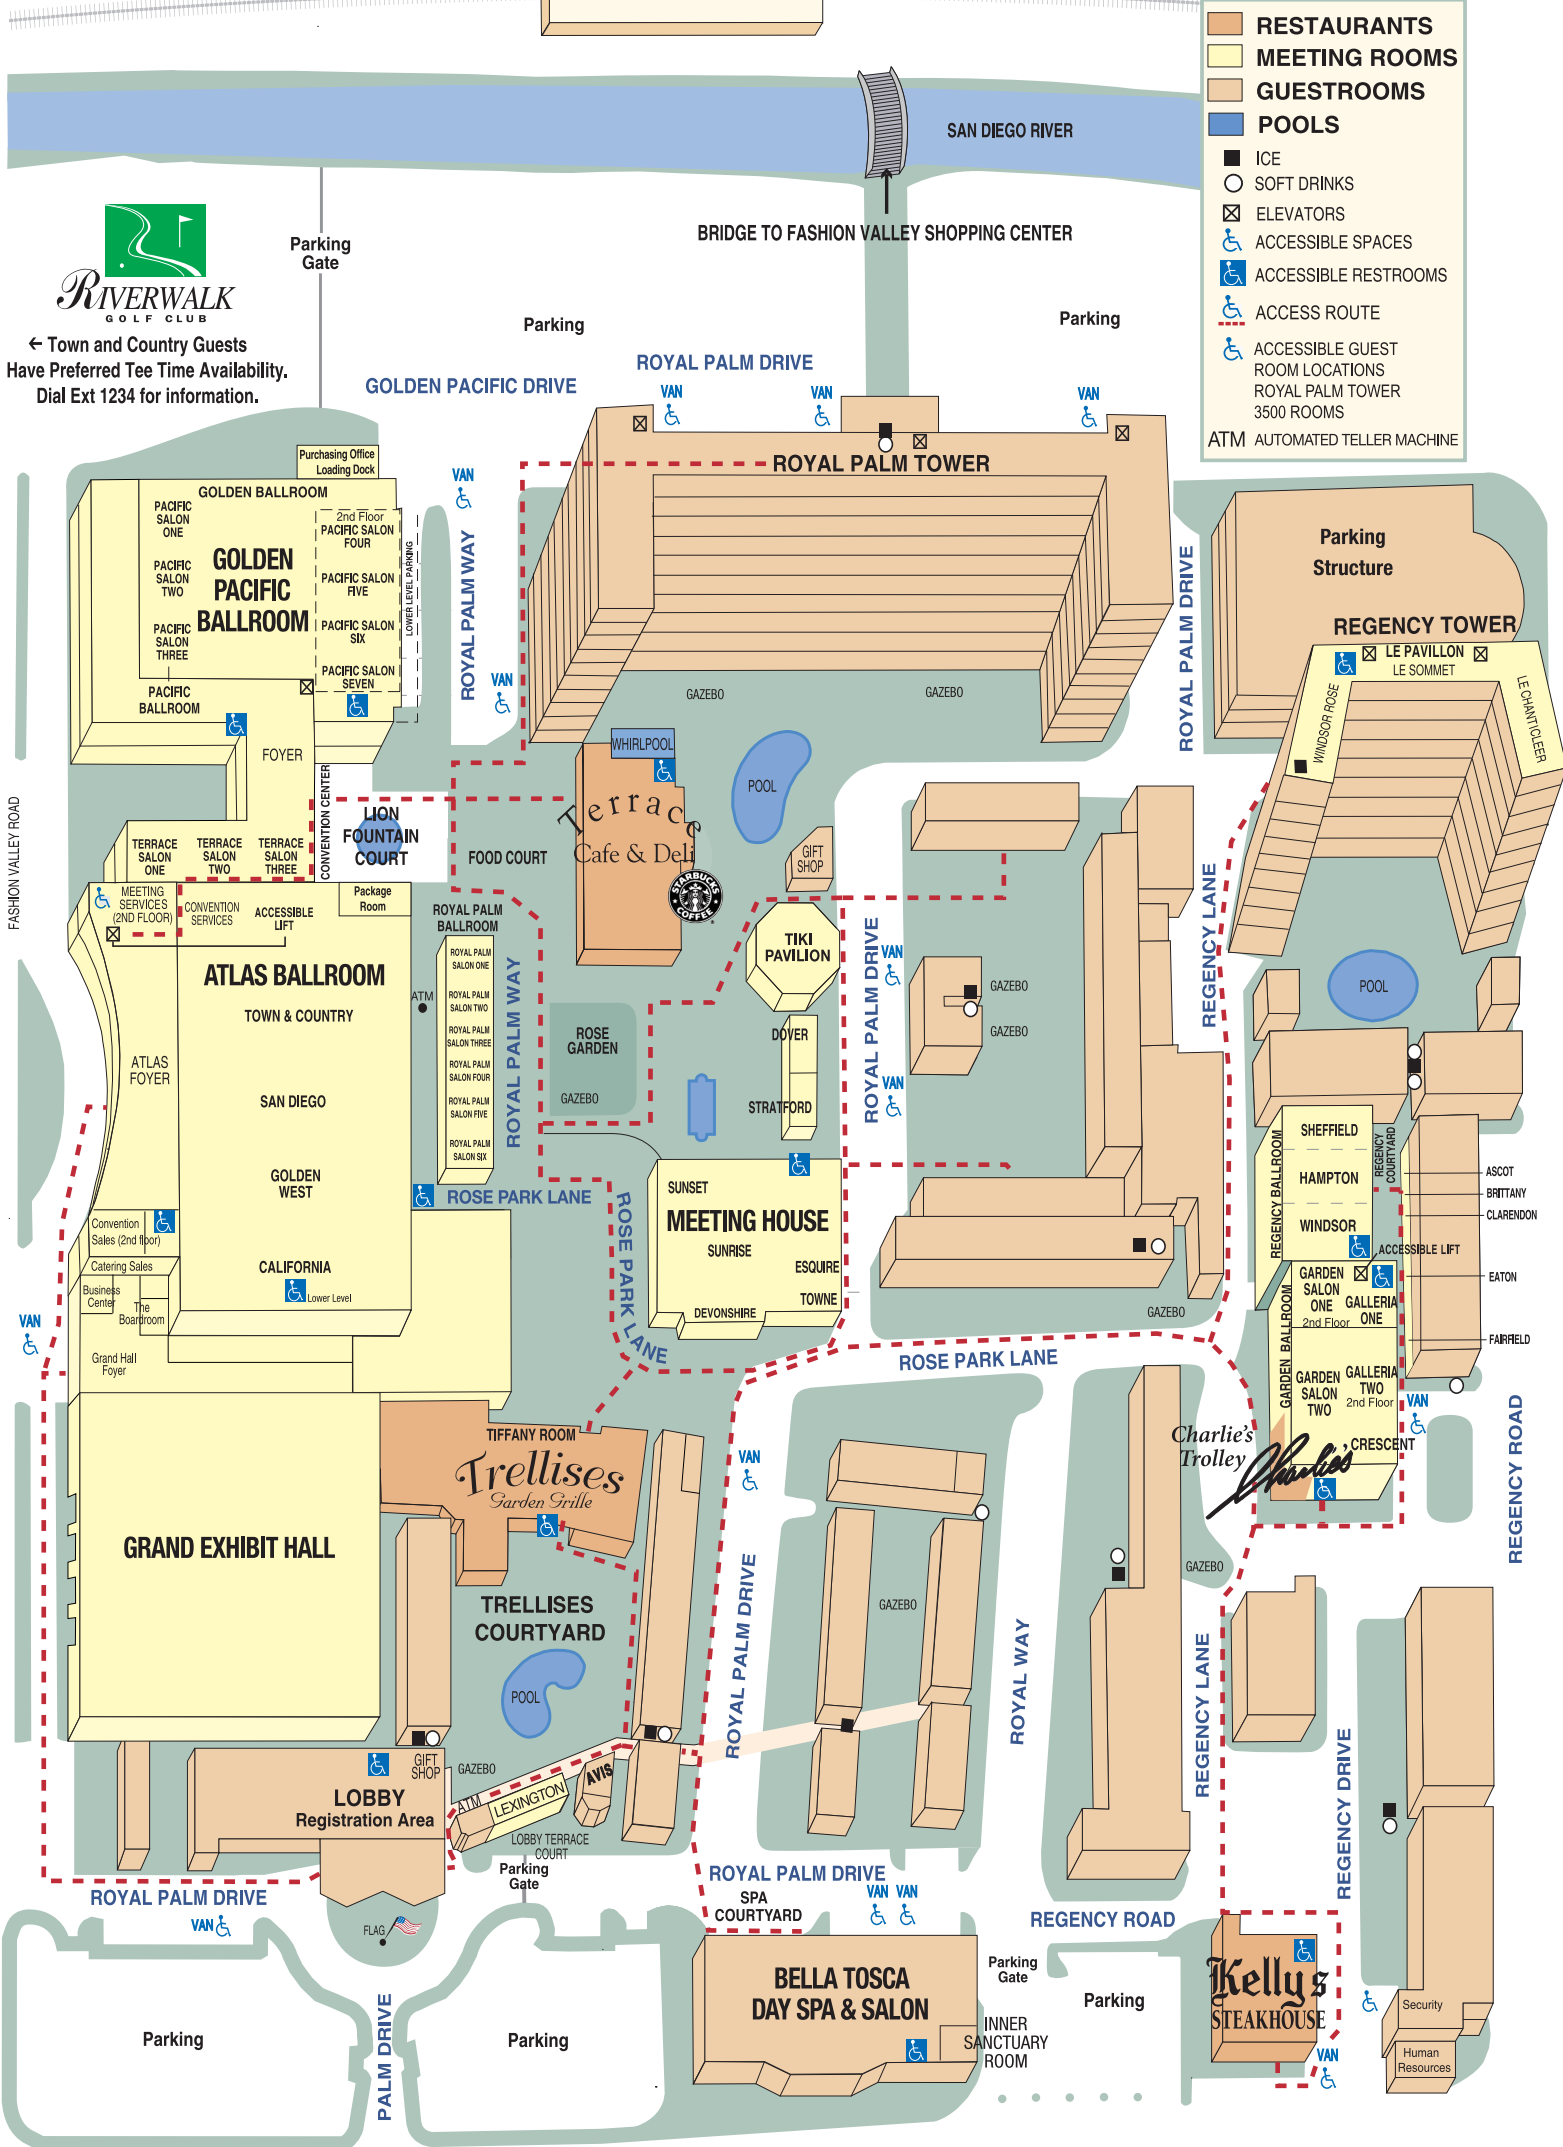 RESTAURANTS
MEETING ROOMS
GUESTROOMS
POOLS
ICE
SOFT DRINKS
ELEVATORS
ACCESSIBLE SPACES
ACCESSIBLE RESTROOMS
ACCESS ROUTE
ACCESSIBLE GUEST
ROOM LOCATIONS
ROYAL PALM TOWER
3500 ROOMS
ATM AUTOMATED TELLER MACHINE
SAN DIEGO RIVER
BRIDGE TO FASHION VALLEY SHOPPING CENTER
Parking
Gate
RIVERWALK
GOLF CLUB
← Town and Country Guests
Have Preferred Tee Time Availability.
Dial Ext 1234 for information.
Parking
Parking
ROYAL PALM DRIVE
GOLDEN PACIFIC DRIVE
VAN
VAN
VAN
VAN
VAN
Purchasing Office
Loading Dock
GOLDEN BALLROOM
PACIFIC
SALON
ONE
PACIFIC
SALON
TWO
PACIFIC
SALON
THREE
GOLDEN
PACIFIC
BALLROOM
2nd Floor
PACIFIC SALON
FOUR
PACIFIC SALON
FIVE
PACIFIC SALON
SIX
PACIFIC SALON
SEVEN
LOWER LEVEL PARKING
PACIFIC
BALLROOM
FOYER
ROYAL PALM WAY
ROYAL PALM TOWER
GAZEBO
GAZEBO
ROYAL PALM DRIVE
Parking
Structure
REGENCY TOWER
LE PAVILLON
LE SOMMET
WINDSOR ROSE
LE CHANTICLEER
WHIRLPOOL
POOL
Terrace
Cafe & Deli
STARBUCKS
COFFEE
GIFT
SHOP
TIKI
PAVILION
CONVENTION CENTER
LION
FOUNTAIN
COURT
FOOD COURT
FASHION VALLEY ROAD
TERRACE
SALON
ONE
TERRACE
SALON
TWO
TERRACE
SALON
THREE
MEETING
SERVICES
(2ND FLOOR)
CONVENTION
SERVICES
ACCESSIBLE
LIFT
Package
Room
ATLAS BALLROOM
TOWN & COUNTRY
ATLAS
FOYER
SAN DIEGO
GOLDEN
WEST
CALIFORNIA
Lower Level
ATM
ROYAL PALM
BALLROOM
ROYAL PALM
SALON ONE
ROYAL PALM
SALON TWO
ROYAL PALM
SALON THREE
ROYAL PALM
SALON FOUR
ROYAL PALM
SALON FIVE
ROYAL PALM
SALON SIX
ROYAL PALM WAY
ROSE
GARDEN
GAZEBO
DOVER
STRATFORD
ROYAL PALM DRIVE
VAN
VAN
GAZEBO
GAZEBO
REGENCY LANE
POOL
ROSE PARK LANE
ROSE PARK LANE
SUNSET
MEETING HOUSE
SUNRISE
ESQUIRE
TOWNE
DEVONSHIRE
GAZEBO
ROSE PARK LANE
REGENCY BALLROOM
SHEFFIELD
HAMPTON
WINDSOR
REGENCY
COURTYARD
ASCOT
BRITTANY
CLARENDON
ACCESSIBLE LIFT
EATON
FAIRFIELD
GARDEN BALLROOM
GARDEN
SALON
ONE
2nd Floor
GALLERIA
ONE
GARDEN
SALON
TWO
GALLERIA
TWO
2nd Floor
CRESCENT
Charlie's
Trolley
Charlie's
VAN
REGENCY ROAD
Convention
Sales (2nd floor)
Catering Sales
Business
Center
The
Boardroom
Grand Hall
Foyer
VAN
GRAND EXHIBIT HALL
TIFFANY ROOM
Trellises
Garden Grille
TRELLISES
COURTYARD
POOL
VAN
ROYAL PALM DRIVE
GAZEBO
ROYAL WAY
GAZEBO
REGENCY LANE
REGENCY DRIVE
GIFT
SHOP
GAZEBO
LOBBY
Registration Area
ATM
LEXINGTON
AVIS
LOBBY TERRACE
COURT
Parking
Gate
ROYAL PALM DRIVE
VAN
FLAG
PALM DRIVE
Parking
Parking
ROYAL PALM DRIVE
SPA
COURTYARD
VAN VAN
BELLA TOSCA
DAY SPA & SALON
INNER
SANCTUARY
ROOM
Parking
Gate
REGENCY ROAD
Parking
Kellys
STEAKHOUSE
VAN
Security
Human
Resources